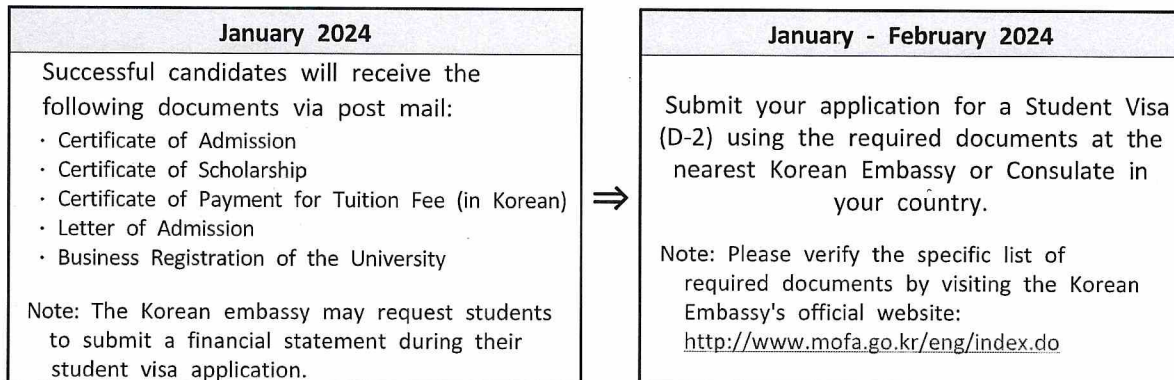 January 2024
Successful candidates will receive the
following documents via post mail:
· Certificate of Admission
· Certificate of Scholarship
· Certificate of Payment for Tuition Fee (in Korean)
· Letter of Admission
· Business Registration of the University
Note: The Korean embassy may request students
to submit a financial statement during their
student visa application.
⇒
January - February 2024
Submit your application for a Student Visa
(D-2) using the required documents at the
nearest Korean Embassy or Consulate in
your country.
Note: Please verify the specific list of
required documents by visiting the Korean
Embassy's official website:
http://www.mofa.go.kr/eng/index.do